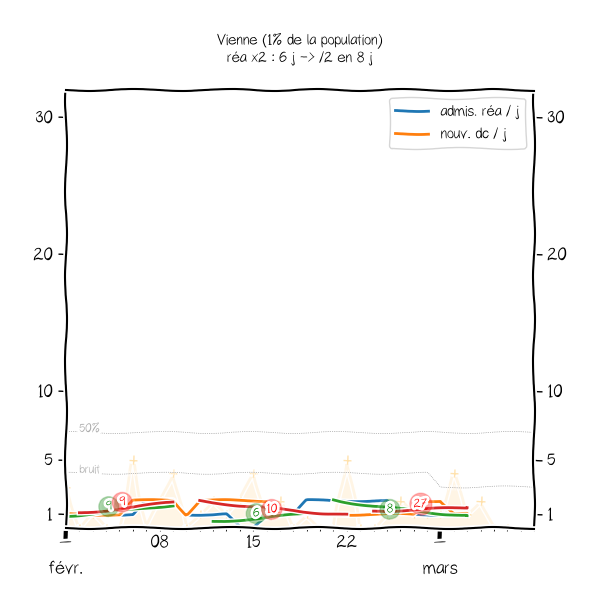 Vienne (1% de la population)
réa x2 : 6 j -> /2 en 8 j
admis. réa / j
nouv. dc / j
30
30
20
20
10
10
50%
5
5
bruit
9
9
6
10
8
27
1
1
08
15
22
févr.
mars